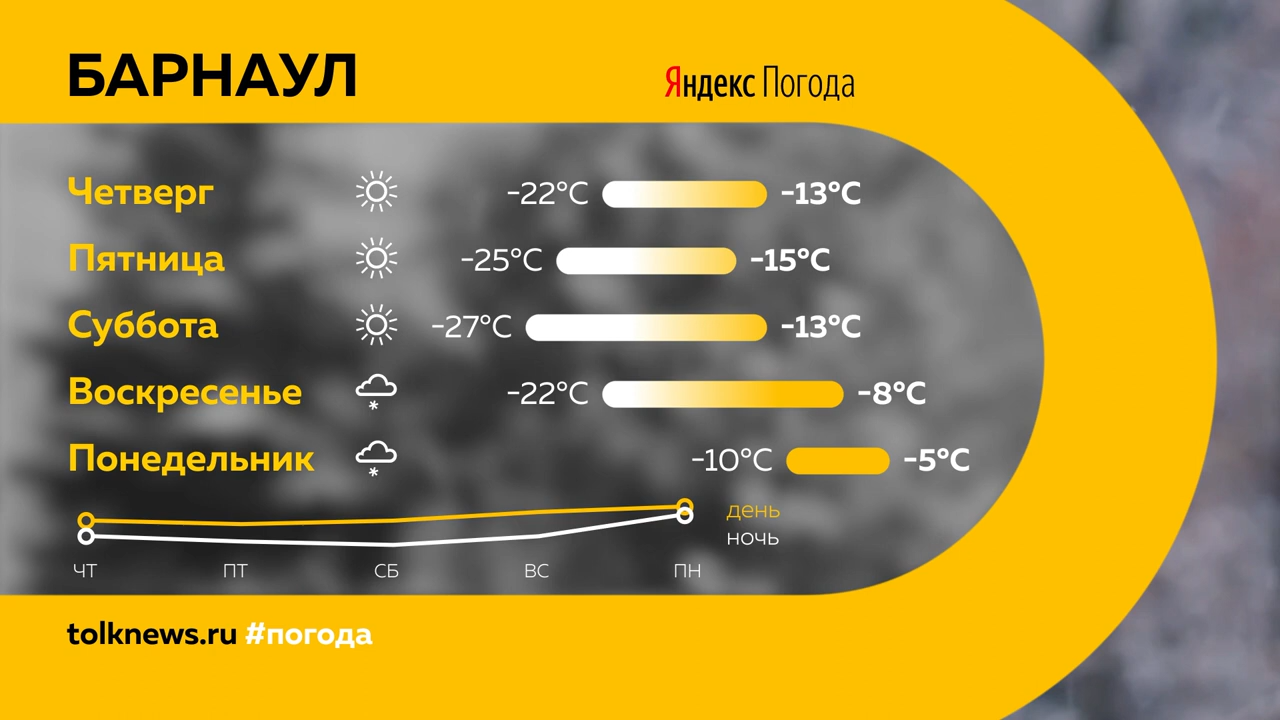 БАРНАУЛ
Яндекс Погода
Четверг -22°C -13°C
Пятница -25°C -15°C
Суббота -27°C -13°C
Воскресенье -22°C -8°C
Понедельник -10°C -5°C
день
ночь
ЧТ ПТ СБ ВС ПН
tolknews.ru #погода